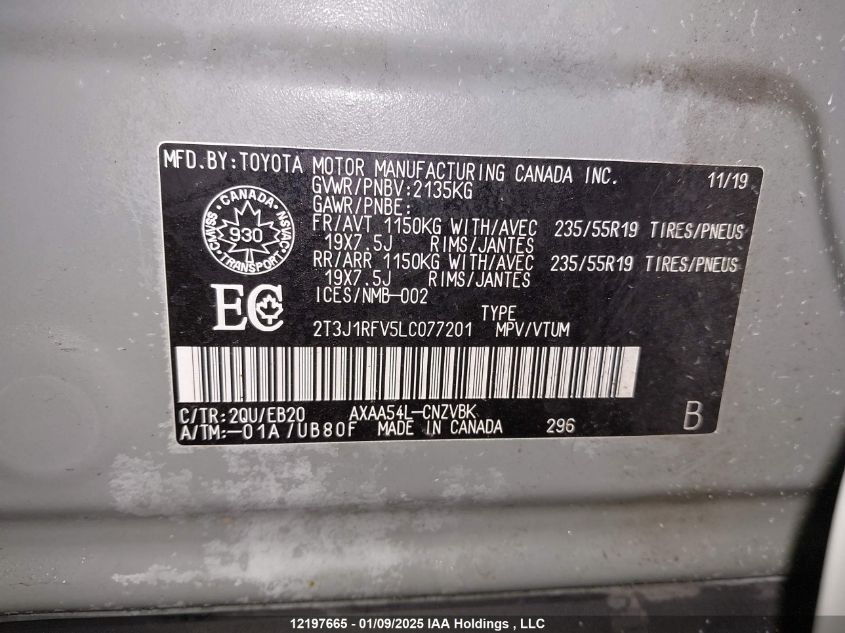 MFD.BY:TOYOTA MOTOR MANUFACTURING CANADA INC. 11/19
GVWR/PNBV:2135KG
GAWR/PNBE:
FR/AVT 1150KG WITH/AVEC 235/55R19 TIRES/PNEUS
19X7.5J RIMS/JANTES
RR/ARR 1150KG WITH/AVEC 235/55R19 TIRES/PNEUS
19X7.5J RIMS/JANTES
ICES/NMB-002
CANADA
CMVSS
NSVAC
930
TRANSPORT
EC
TYPE
2T3J1RFV5LC077201 MPV/VTUM
C/TR:2QU/EB20 AXAA54L-CNZVBK
A/TM:-01A/UB80F MADE IN CANADA 296 B
12197665 - 01/09/2025 IAA Holdings , LLC